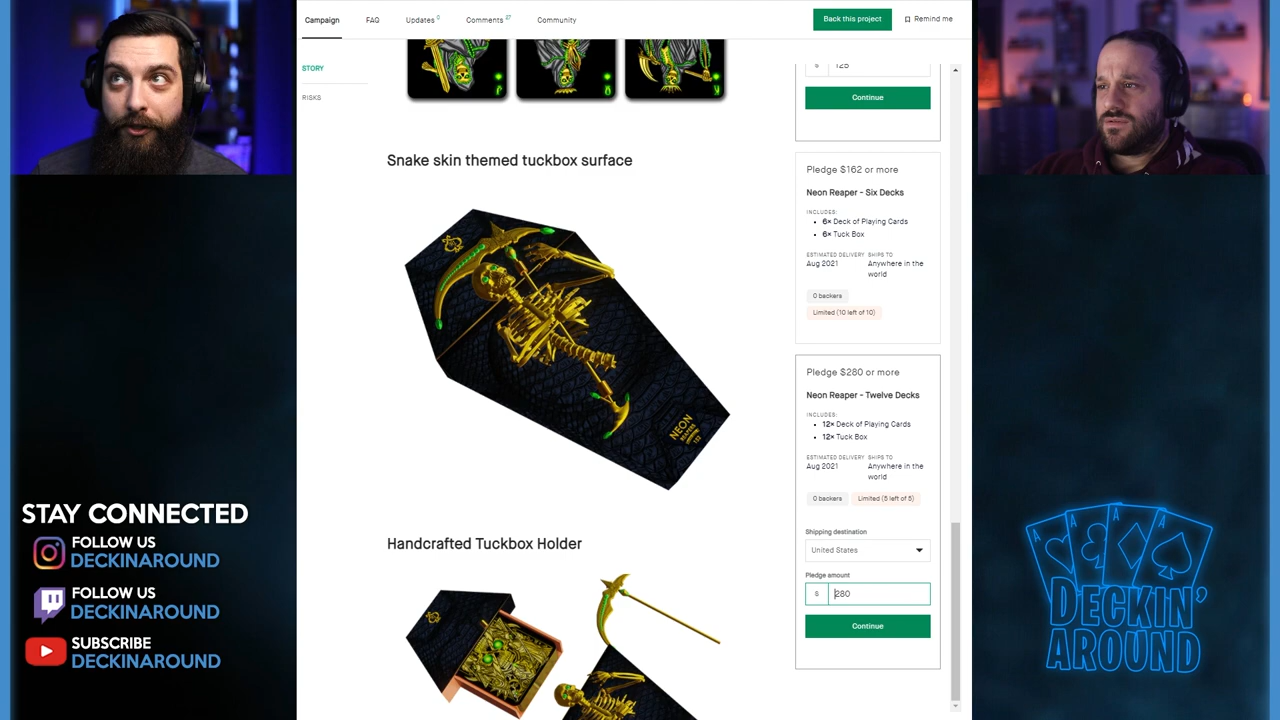 Campaign
FAQ
Updates 0
Comments 27
Community
Back this project
Remind me
STORY
RISKS
Snake skin themed tuckbox surface
NEON
REAPER
Handcrafted Tuckbox Holder
$ 125
Continue
Pledge $162 or more
Neon Reaper - Six Decks
INCLUDES:
• 6× Deck of Playing Cards
• 6× Tuck Box
ESTIMATED DELIVERY SHIPS TO
Aug 2021 Anywhere in the
world
0 backers
Limited (10 left of 10)
Pledge $280 or more
Neon Reaper - Twelve Decks
INCLUDES:
• 12× Deck of Playing Cards
• 12× Tuck Box
ESTIMATED DELIVERY SHIPS TO
Aug 2021 Anywhere in the
world
0 backers Limited (5 left of 5)
Shipping destination
United States
Pledge amount
$ 280
Continue
STAY CONNECTED
FOLLOW US
DECKINAROUND
FOLLOW US
DECKINAROUND
SUBSCRIBE
DECKINAROUND
A A A A
DECKIN'
AROUND